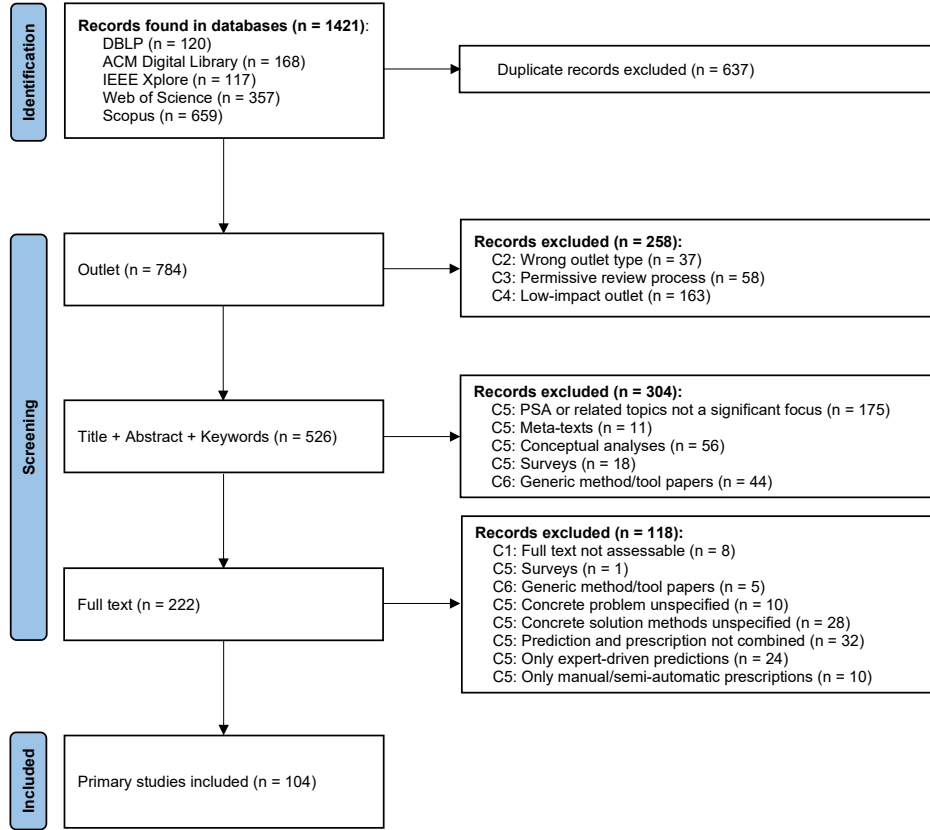 Identification
Records found in databases (n = 1421):
DBLP (n = 120)
ACM Digital Library (n = 168)
IEEE Xplore (n = 117)
Web of Science (n = 357)
Scopus (n = 659)
Duplicate records excluded (n = 637)
Screening
Outlet (n = 784)
Records excluded (n = 258):
C2: Wrong outlet type (n = 37)
C3: Permissive review process (n = 58)
C4: Low-impact outlet (n = 163)
Title + Abstract + Keywords (n = 526)
Records excluded (n = 304):
C5: PSA or related topics not a significant focus (n = 175)
C5: Meta-texts (n = 11)
C5: Conceptual analyses (n = 56)
C5: Surveys (n = 18)
C6: Generic method/tool papers (n = 44)
Full text (n = 222)
Records excluded (n = 118):
C1: Full text not assessable (n = 8)
C5: Surveys (n = 1)
C6: Generic method/tool papers (n = 5)
C5: Concrete problem unspecified (n = 10)
C5: Concrete solution methods unspecified (n = 28)
C5: Prediction and prescription not combined (n = 32)
C5: Only expert-driven predictions (n = 24)
C5: Only manual/semi-automatic prescriptions (n = 10)
Included
Primary studies included (n = 104)